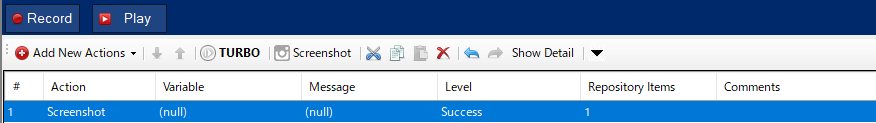 Record Play
Add New Actions TURBO Screenshot Show Detail
# Action Variable Message Level Repository Items Comments
1 Screenshot (null) (null) Success 1